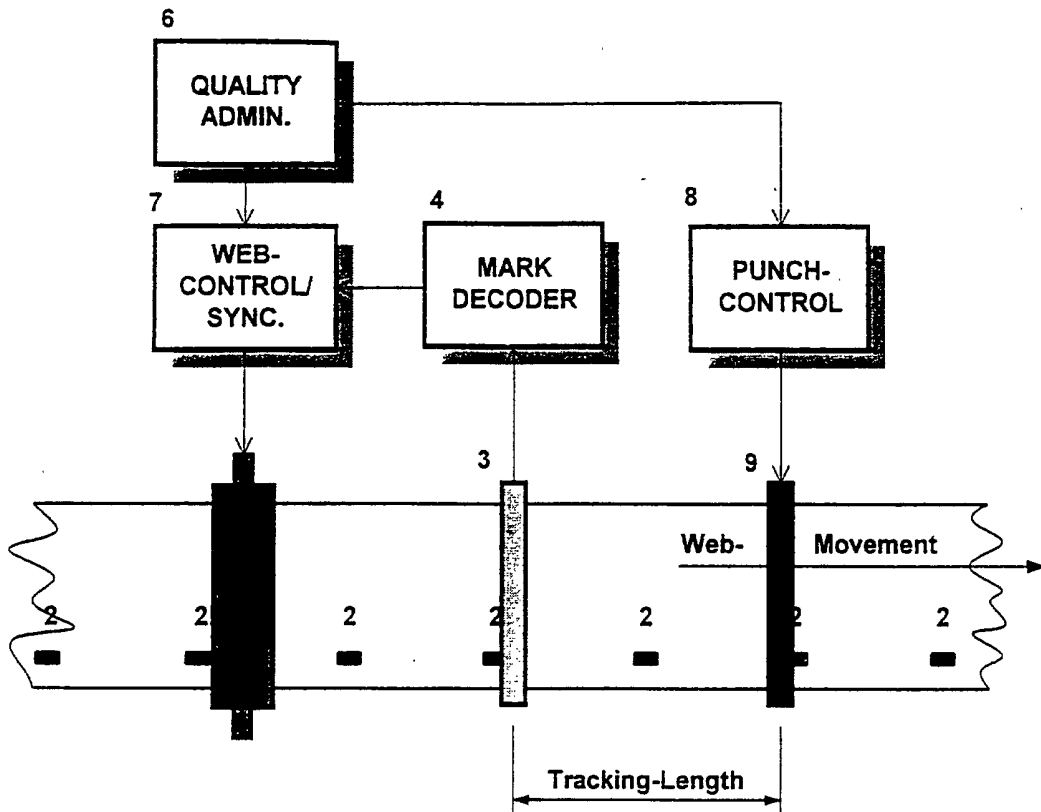 6
QUALITY
ADMIN.
7
WEB-
CONTROL/
SYNC.
4
MARK
DECODER
8
PUNCH-
CONTROL
3
9
Web- Movement
2 2 2 2 2 2 2
Tracking-Length